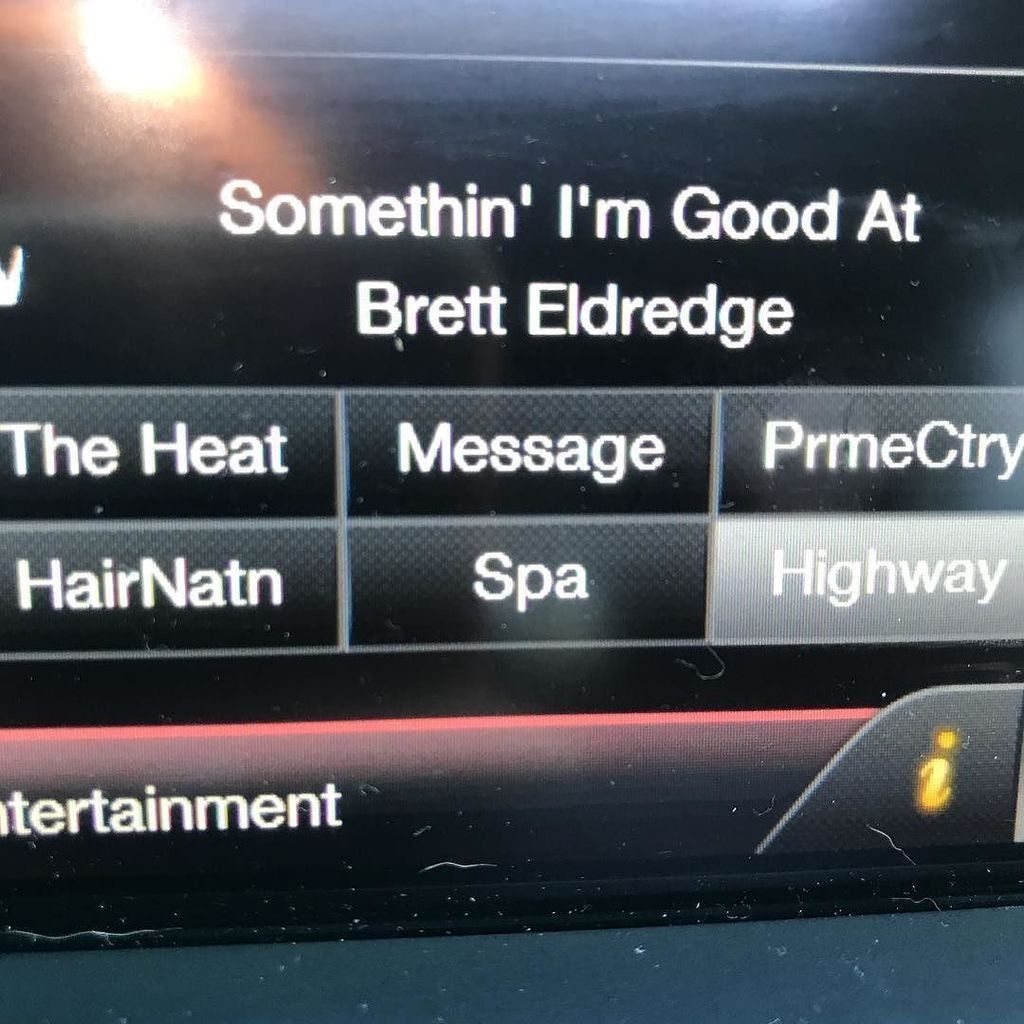 Somethin' I'm Good At
Brett Eldredge
The Heat Message PrmeCtry
HairNatn Spa Highway
ntertainment i